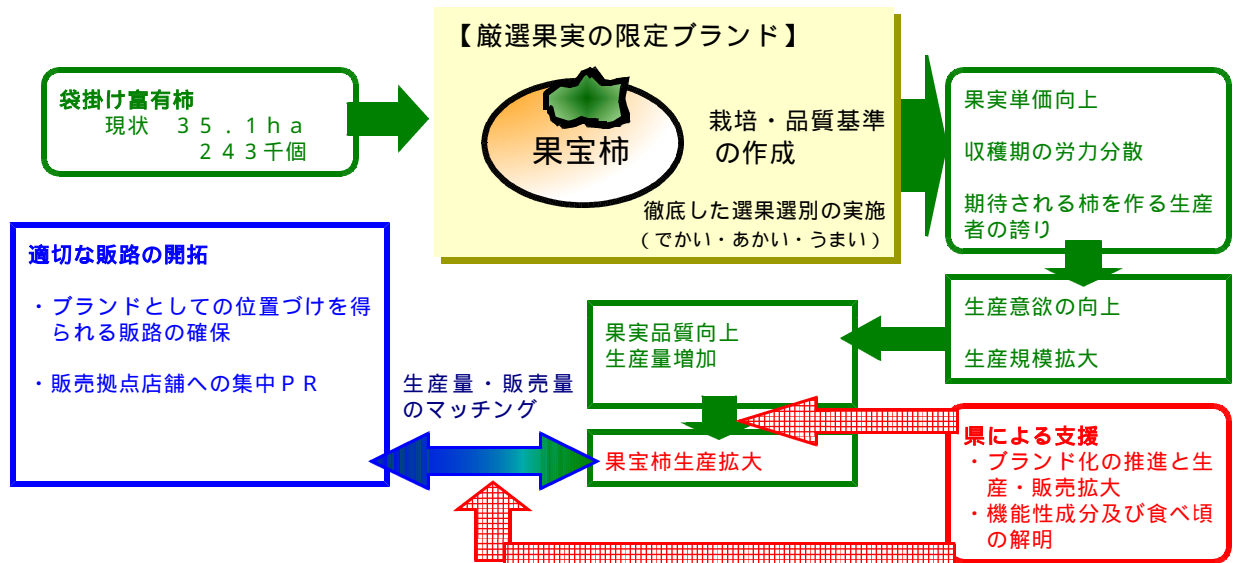 【厳選果実の限定ブランド】
袋掛け富有柿
現状　３５．１ｈａ
２４３千個
果宝柿
栽培・品質基準
の作成
徹底した選果選別の実施
（でかい・あかい・うまい）
果実単価向上
収穫期の労力分散
期待される柿を作る生産
者の誇り
適切な販路の開拓
・ブランドとしての位置づけを得
られる販路の確保
・販売拠点店舗への集中ＰＲ
生産意欲の向上
生産規模拡大
果実品質向上
生産量増加
生産量・販売量
のマッチング
果宝柿生産拡大
県による支援
・ブランド化の推進と生
産・販売拡大
・機能性成分及び食べ頃
の解明